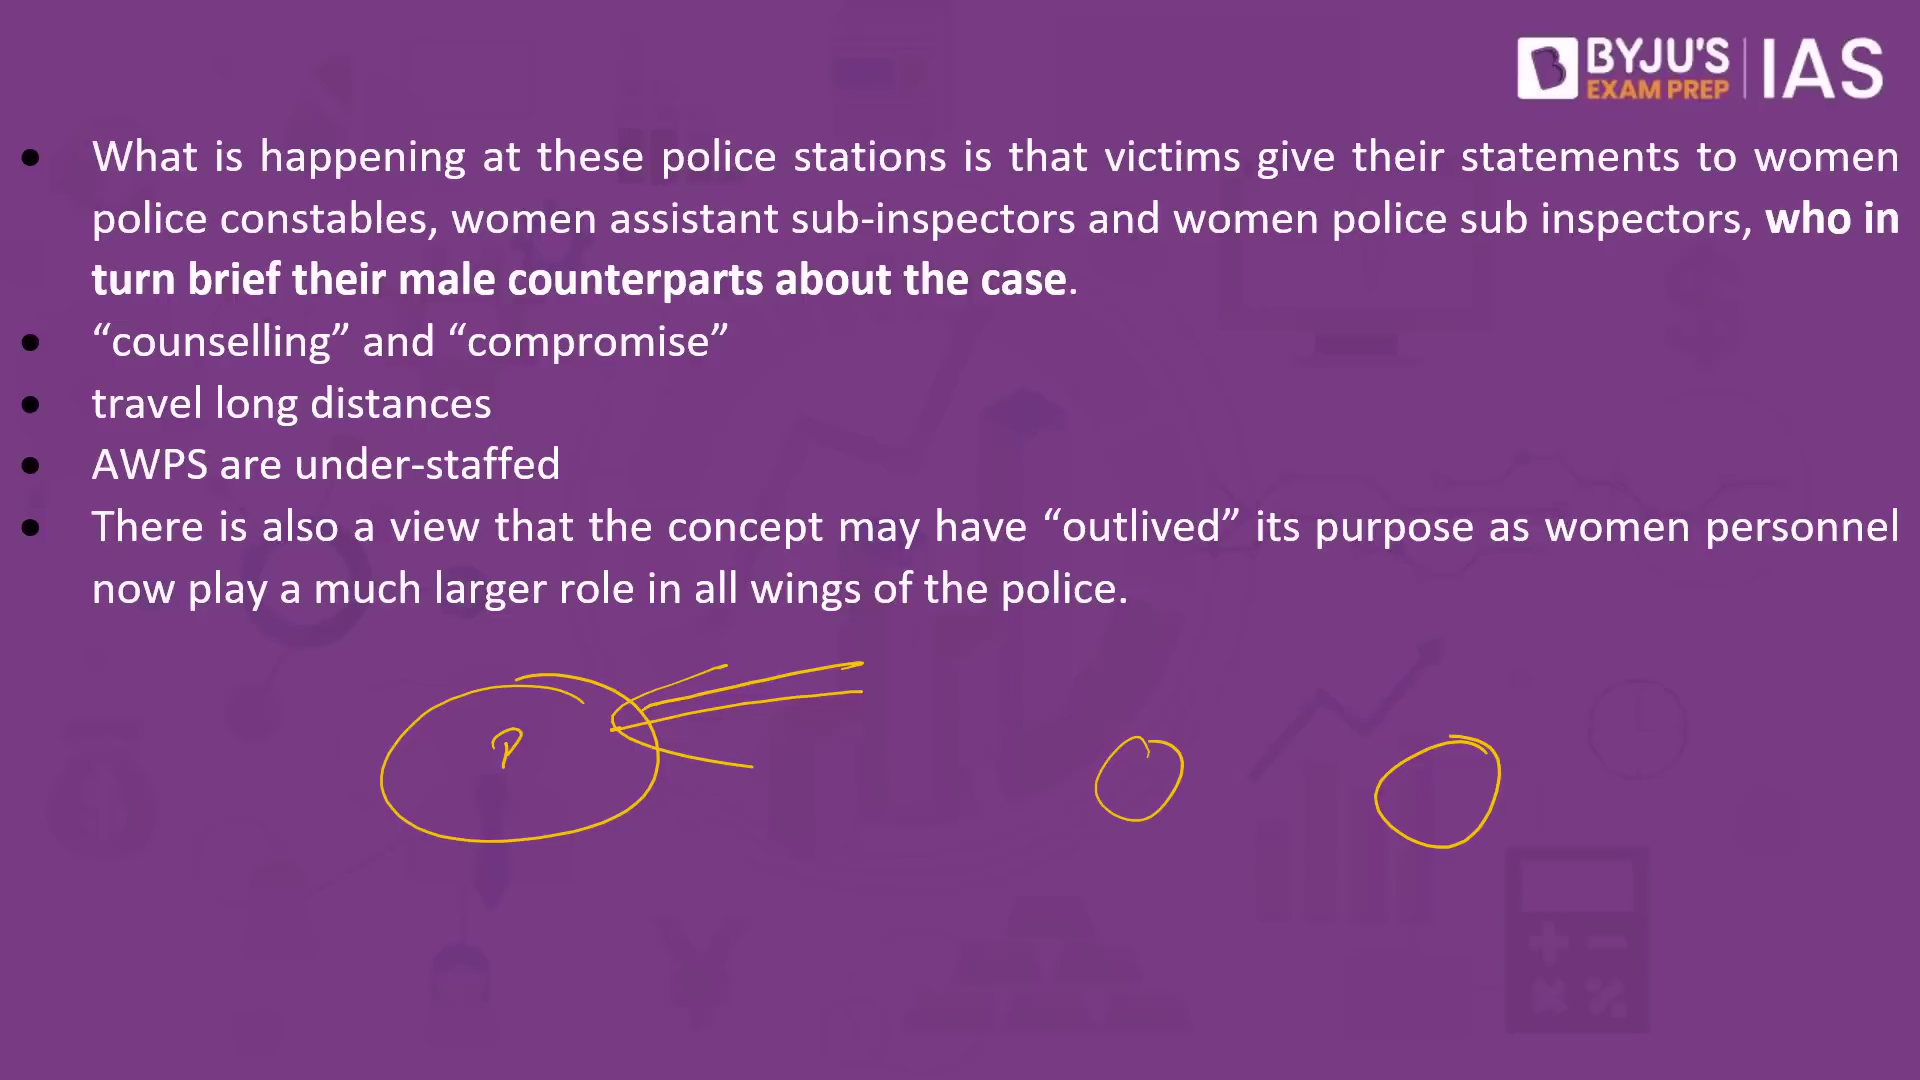 BYJU'S
EXAM PREP
IAS
• What is happening at these police stations is that victims give their statements to women
police constables, women assistant sub-inspectors and women police sub inspectors, who in
turn brief their male counterparts about the case.
• “counselling” and “compromise”
• travel long distances
• AWPS are under-staffed
• There is also a view that the concept may have “outlived” its purpose as women personnel
now play a much larger role in all wings of the police.
P